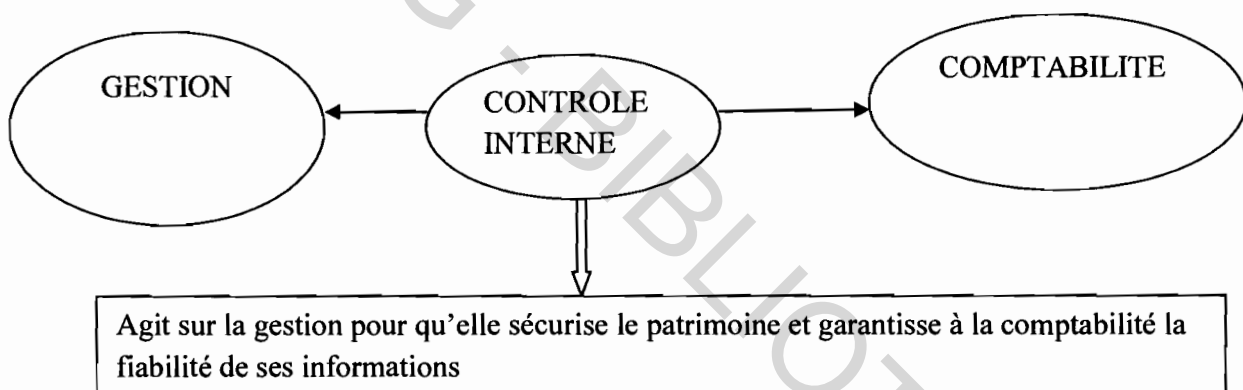 GESTION
CONTROLE
INTERNE
COMPTABILITE
Agit sur la gestion pour qu'elle sécurise le patrimoine et garantisse à la comptabilité la
fiabilité de ses informations
G - BIBLIOT